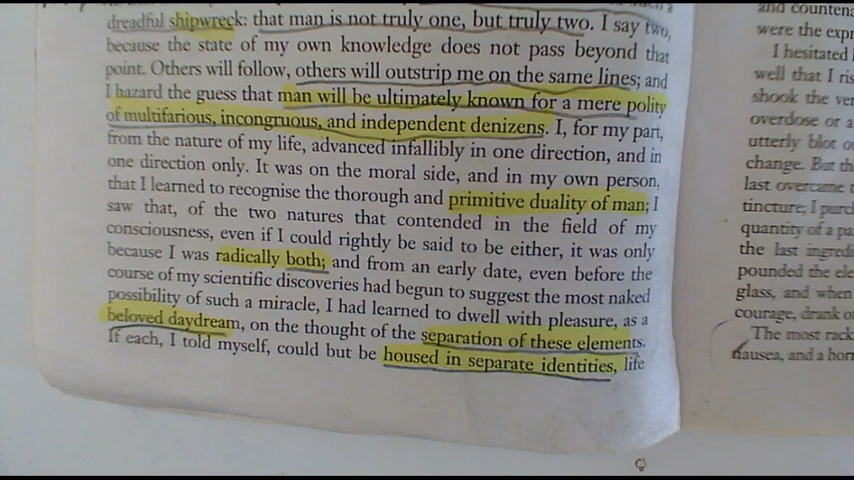 dreadful shipwreck: that man is not truly one, but truly two. I say two,
because the state of my own knowledge does not pass beyond that
point. Others will follow, others will outstrip me on the same lines; and
I hazard the guess that man will be ultimately known for a mere polity
of multifarious, incongruous, and independent denizens. I, for my part,
from the nature of my life, advanced infallibly in one direction, and in
one direction only. It was on the moral side, and in my own person,
that I learned to recognise the thorough and primitive duality of man; I
saw that, of the two natures that contended in the field of my
consciousness, even if I could rightly be said to be either, it was only
because I was radically both; and from an early date, even before the
course of my scientific discoveries had begun to suggest the most naked
possibility of such a miracle, I had learned to dwell with pleasure, as a
beloved daydream, on the thought of the separation of these elements.
If each, I told myself, could but be housed in separate identities, life
and countena
were the expr
I hesitated
well that I ris
shook the ver
overdose or a
utterly blot ou
change. But th
last overcame
tincture; I purc
quantity of a pa
the last ingredi
pounded the ele
glass, and when
courage, drank o
The most rack
nausea, and a horr